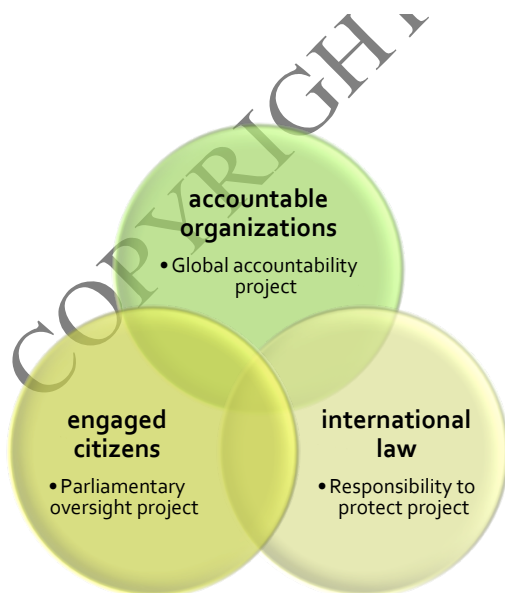 COPYRIGHT
accountable
organizations
• Global accountability
project
engaged
citizens
• Parliamentary
oversight project
international
law
• Responsibility to
protect project